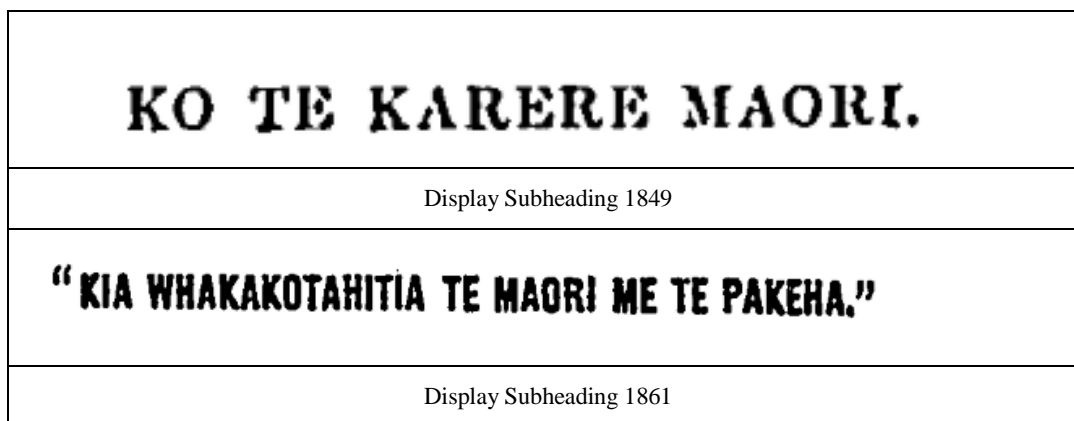 KO TE KARERE MAORI.
Display Subheading 1849
“KIA WHAKAKOTAHITIA TE MAORI ME TE PAKEHA.”
Display Subheading 1861